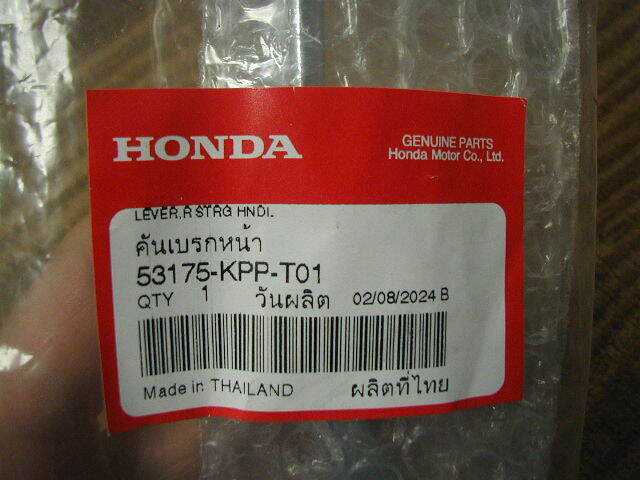 HONDA
GENUINE PARTS
Honda Motor Co., Ltd.
LEVER,R STRG HNDL
คันเบรกหน้า
53175-KPP-T01
QTY 1 วันผลิต 02/08/2024 B
Made in THAILAND ผลิตที่ไทย